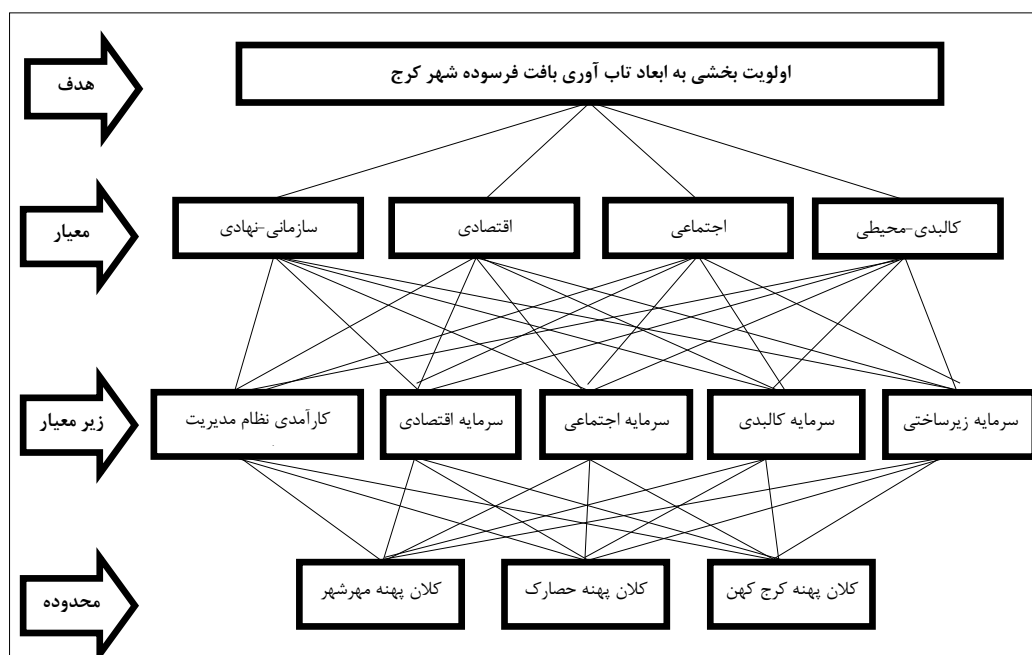 هدف
اولویت بخشی به ابعاد تاب آوری بافت فرسوده شهر کرج
معیار
کالبدی-محیطی
اجتماعی
اقتصادی
سازمانی-نهادی
زیر معیار
سرمایه زیرساختی
سرمایه کالبدی
سرمایه اجتماعی
سرمایه اقتصادی
کارآمدی نظام مدیریت
محدوده
کلان پهنه کرج کهن
کلان پهنه حصارک
کلان پهنه مهرشهر